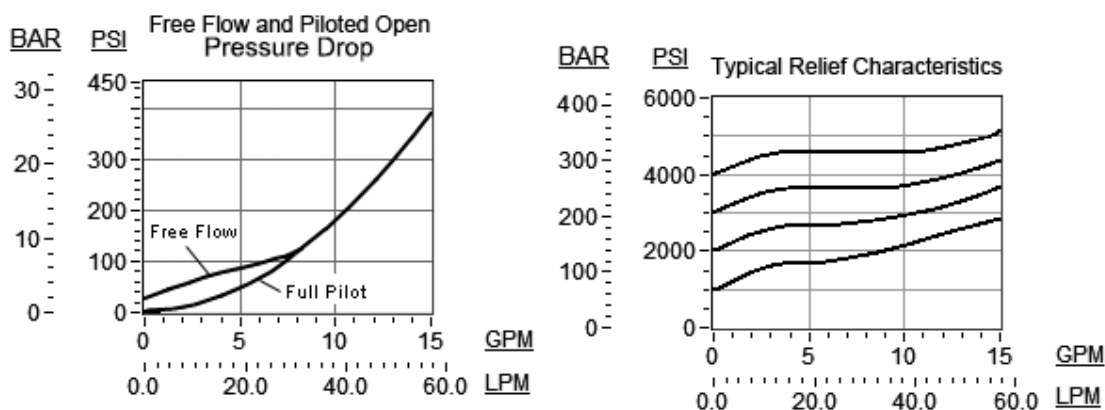 Free Flow and Piloted Open
Pressure Drop
BAR PSI
450
30
300
20
200
10
100
0 0
Free Flow
Full Pilot
0 5 10 15 GPM
0.0 20.0 40.0 60.0 LPM
Typical Relief Characteristics
BAR PSI
6000
400
300 4000
200
2000
100
0 0
0 5 10 15 GPM
0.0 20.0 40.0 60.0 LPM